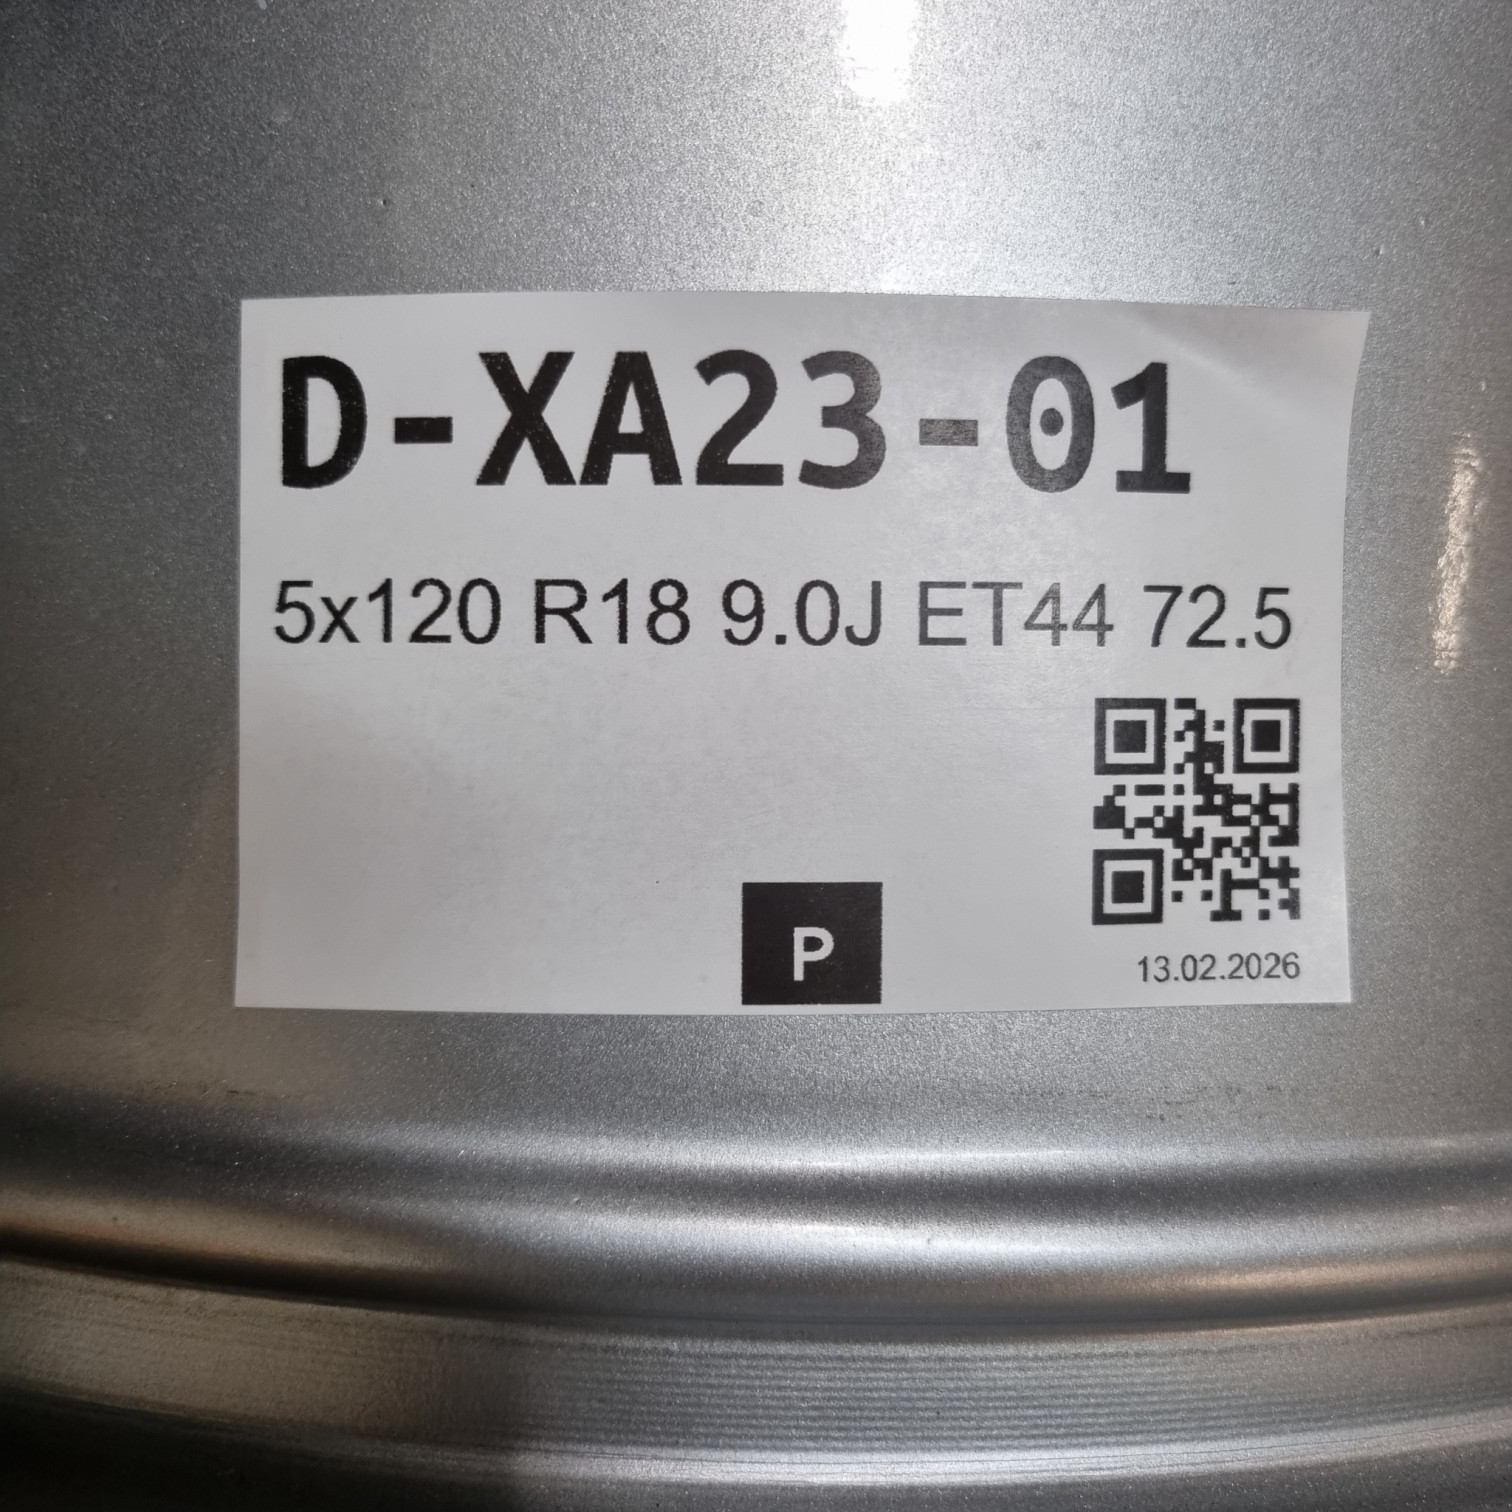 D-XA23-01
5x120 R18 9.0J ET44 72.5
P
13.02.2026